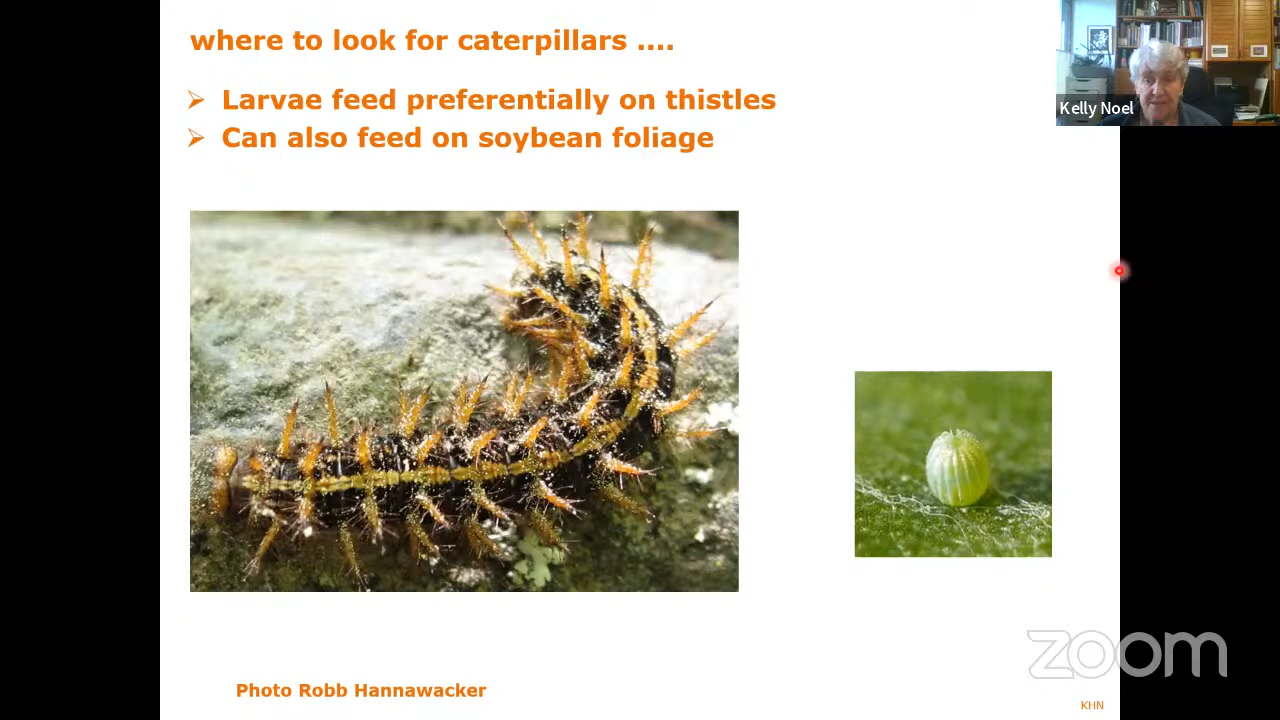 where to look for caterpillars ....
Kelly Noel
Larvae feed preferentially on thistles
Can also feed on soybean foliage
zoom
Photo Robb Hannawacker
KHN